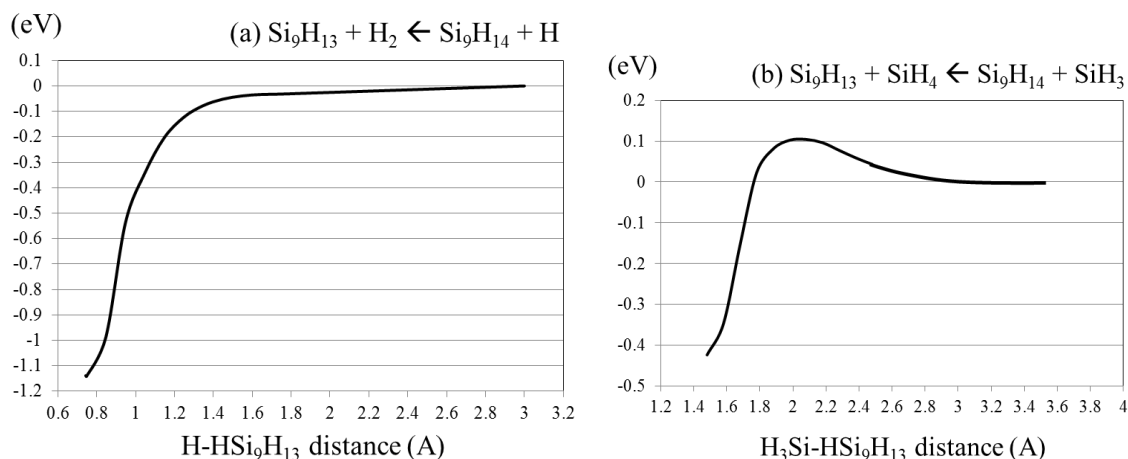 (eV)
(a) Si₉H₁₃ + H₂ ← Si₉H₁₄ + H
0.1
0
-0.1
-0.2
-0.3
-0.4
-0.5
-0.6
-0.7
-0.8
-0.9
-1
-1.1
-1.2
0.6 0.8 1 1.2 1.4 1.6 1.8 2 2.2 2.4 2.6 2.8 3 3.2
H-HSi₉H₁₃ distance (A)
(eV)
(b) Si₉H₁₃ + SiH₄ ← Si₉H₁₄ + SiH₃
0.2
0.1
0
-0.1
-0.2
-0.3
-0.4
-0.5
1.2 1.4 1.6 1.8 2 2.2 2.4 2.6 2.8 3 3.2 3.4 3.6 3.8 4
H₃Si-HSi₉H₁₃ distance (A)